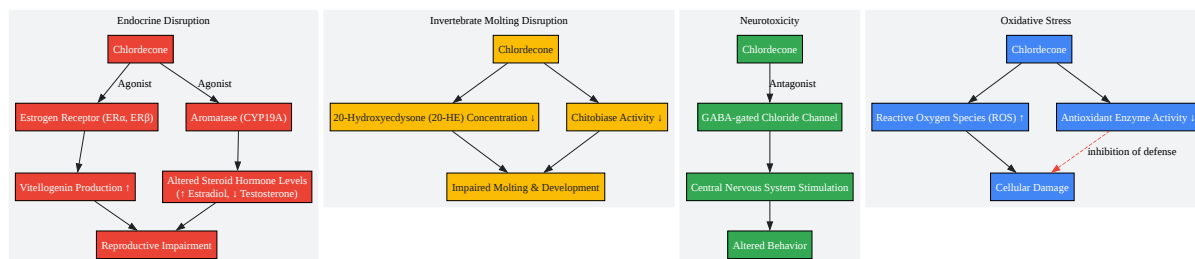 Endocrine Disruption
Chlordecone
Agonist
Agonist
Estrogen Receptor (ERα, ERβ)
Aromatase (CYP19A)
Vitellogenin Production ↑
Altered Steroid Hormone Levels
(↑ Estradiol, ↓ Testosterone)
Reproductive Impairment
Invertebrate Molting Disruption
Chlordecone
20-Hydroxyecdysone (20-HE) Concentration ↓
Chitobiase Activity ↓
Impaired Molting & Development
Neurotoxicity
Chlordecone
Antagonist
GABA-gated Chloride Channel
Central Nervous System Stimulation
Altered Behavior
Oxidative Stress
Chlordecone
Reactive Oxygen Species (ROS) ↑
Antioxidant Enzyme Activity ↓
inhibition of defense
Cellular Damage